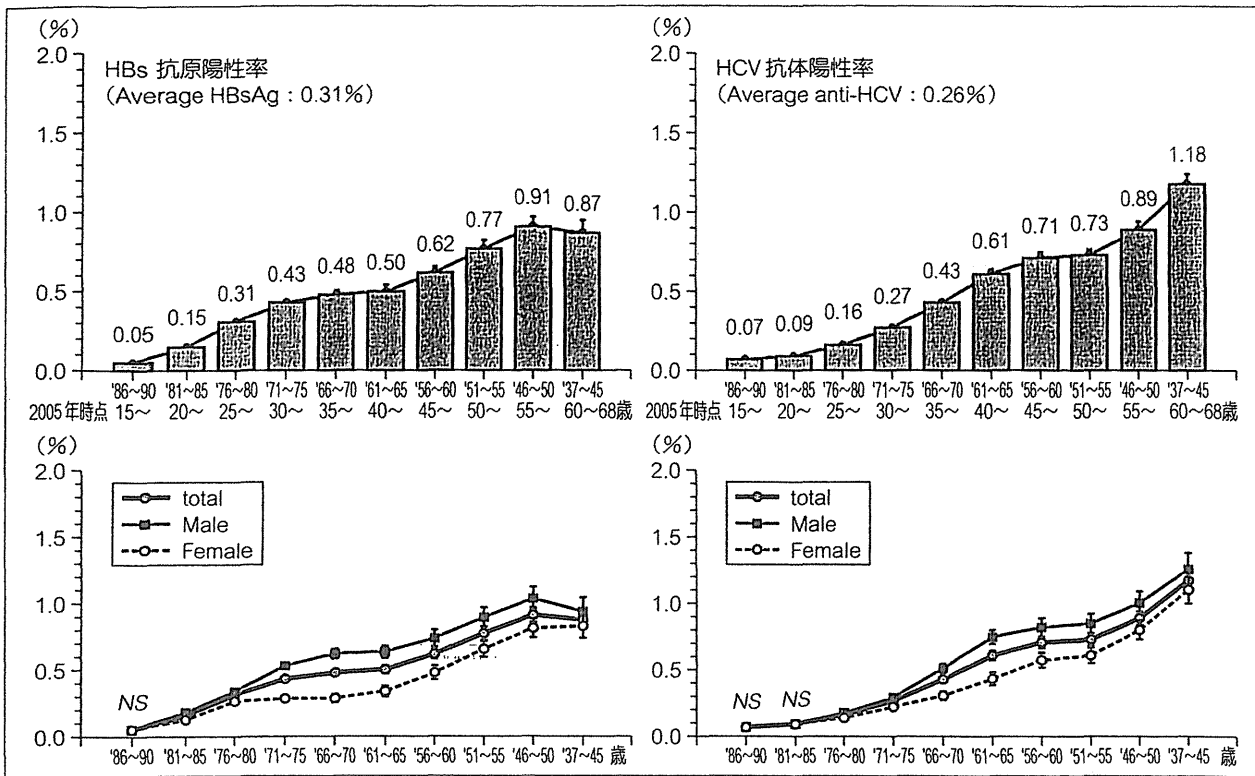 (%)
2.0
1.5
1.0
0.5
0.0
HBs 抗原陽性率
(Average HBsAg : 0.31%)
0.05 0.15 0.31 0.43 0.48 0.50 0.62 0.77 0.91 0.87
'86~90 '81~85 '76~80 '71~75 '66~70 '61~65 '56~60 '51~55 '46~50 '37~45
2005年時点 15~ 20~ 25~ 30~ 35~ 40~ 45~ 50~ 55~ 60~68歳
(%)
2.0
1.5
1.0
0.5
0.0
HCV抗体陽性率
(Average anti-HCV : 0.26%)
0.07 0.09 0.16 0.27 0.43 0.61 0.71 0.73 0.89 1.18
'86~90 '81~85 '76~80 '71~75 '66~70 '61~65 '56~60 '51~55 '46~50 '37~45
2005年時点 15~ 20~ 25~ 30~ 35~ 40~ 45~ 50~ 55~ 60~68歳
(%)
2.0
1.5
1.0
0.5
0.0
total
Male
Female
NS
'86~90 '81~85 '76~80 '71~75 '66~70 '61~65 '56~60 '51~55 '46~50 '37~45 歳
(%)
2.0
1.5
1.0
0.5
0.0
total
Male
Female
NS NS
'86~90 '81~85 '76~80 '71~75 '66~70 '61~65 '56~60 '51~55 '46~50 '37~45 歳